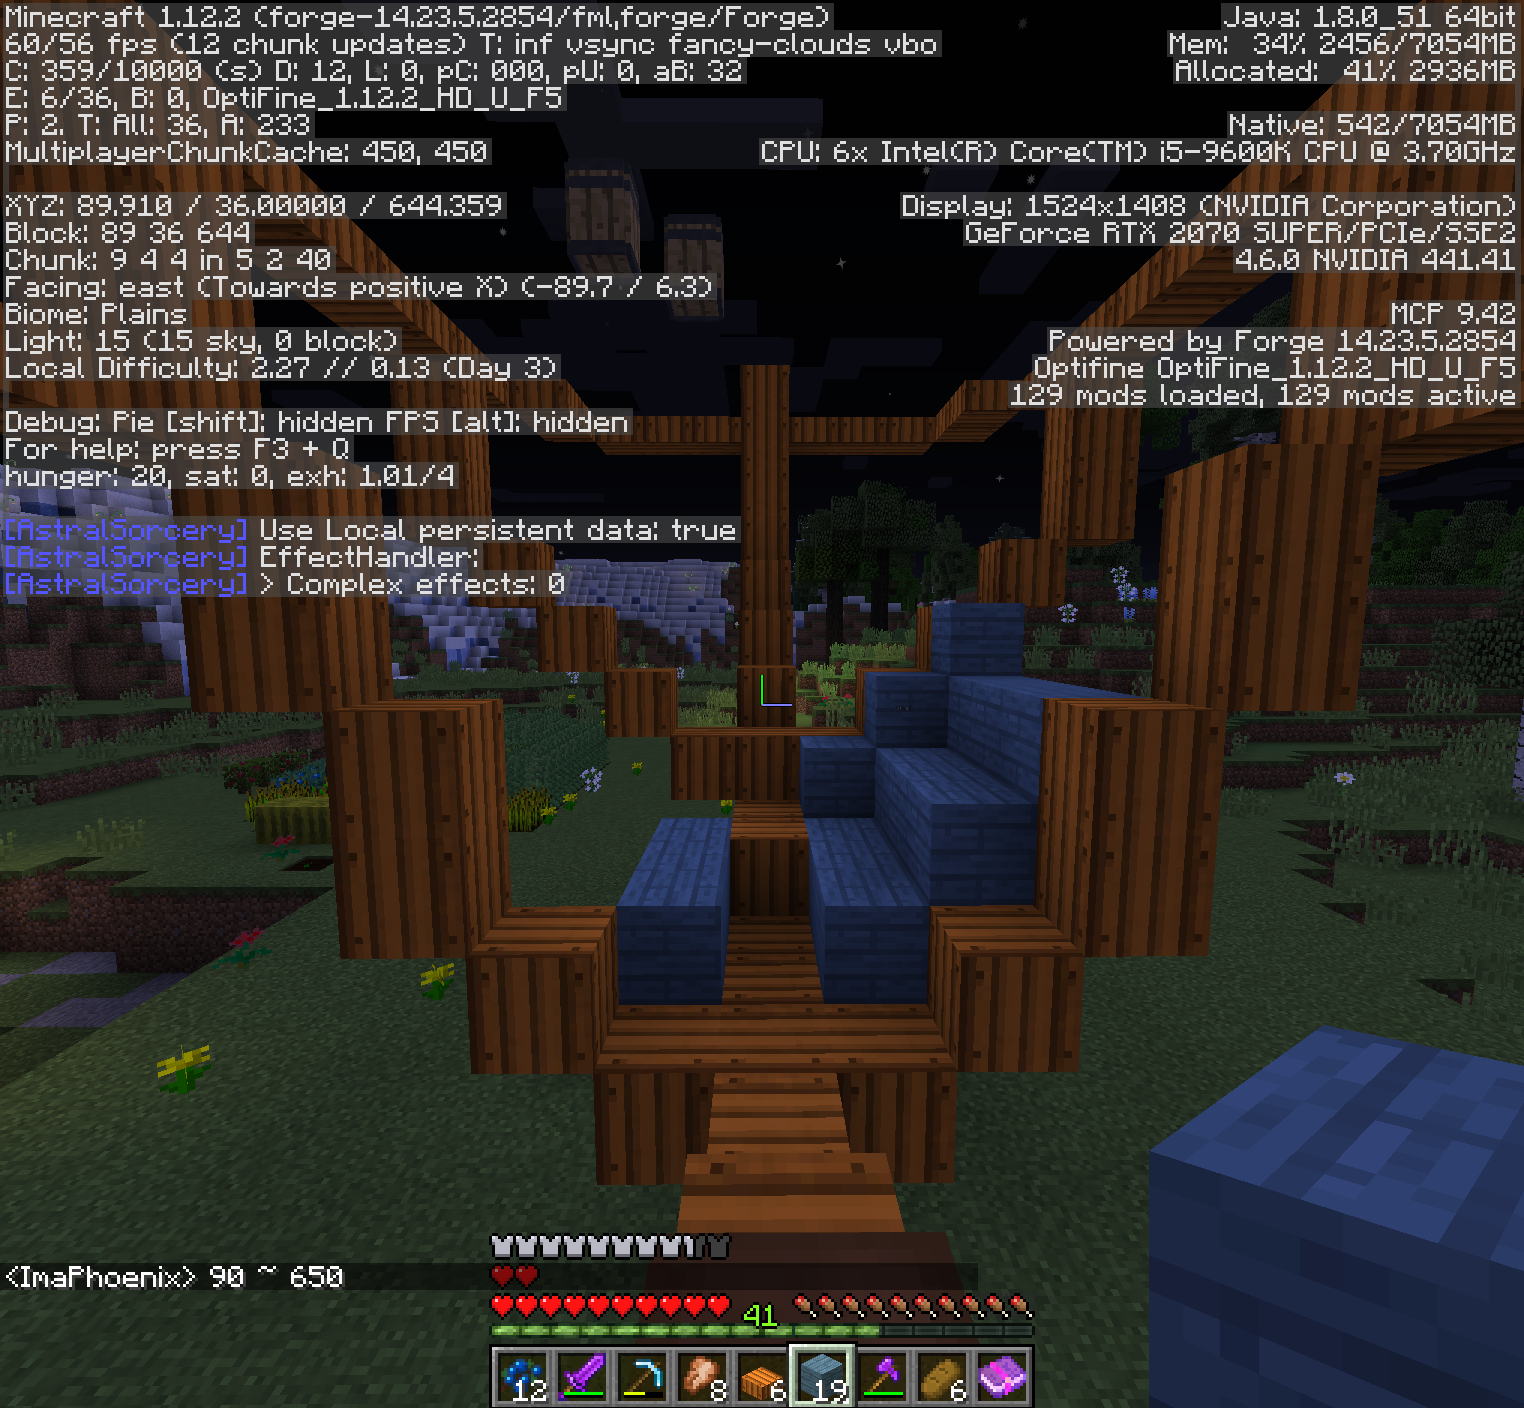 Minecraft 1.12.2 (forge-14.23.5.2854/fml,forge/Forge)
60/56 fps (12 chunk updates) T: inf vsync fancy-clouds vbo
C: 359/10000 (s) D: 12, L: 0, pC: 000, pU: 0, aB: 32
E: 6/36, B: 0, OptiFine_1.12.2_HD_U_F5
P: 2. T: All: 36, A: 233
MultiplayerChunkCache: 450, 450
XYZ: 89.910 / 36.00000 / 644.359
Block: 89 36 644
Chunk: 9 4 4 in 5 2 40
Facing: east (Towards positive X) (-89.7 / 6.3)
Biome: Plains
Light: 15 (15 sky, 0 block)
Local Difficulty: 2.27 // 0.13 (Day 3)
Debug: Pie [shift]: hidden FPS [alt]: hidden
For help: press F3 + Q
hunger: 20, sat: 0, exh: 1.01/4
[AstralSorcery] Use Local persistent data: true
[AstralSorcery] EffectHandler:
[AstralSorcery] > Complex effects: 0
Java: 1.8.0_51 64bit
Mem: 34% 2456/7054MB
Allocated: 41% 2936MB
Native: 542/7054MB
CPU: 6x Intel(R) Core(TM) i5-9600K CPU @ 3.70GHz
Display: 1524x1408 (NVIDIA Corporation)
GeForce RTX 2070 SUPER/PCIe/SSE2
4.6.0 NVIDIA 441.41
MCP 9.42
Powered by Forge 14.23.5.2854
Optifine OptiFine_1.12.2_HD_U_F5
129 mods loaded, 129 mods active
<ImaPhoenix> 90 ~ 650
41
12 8 6 19 6